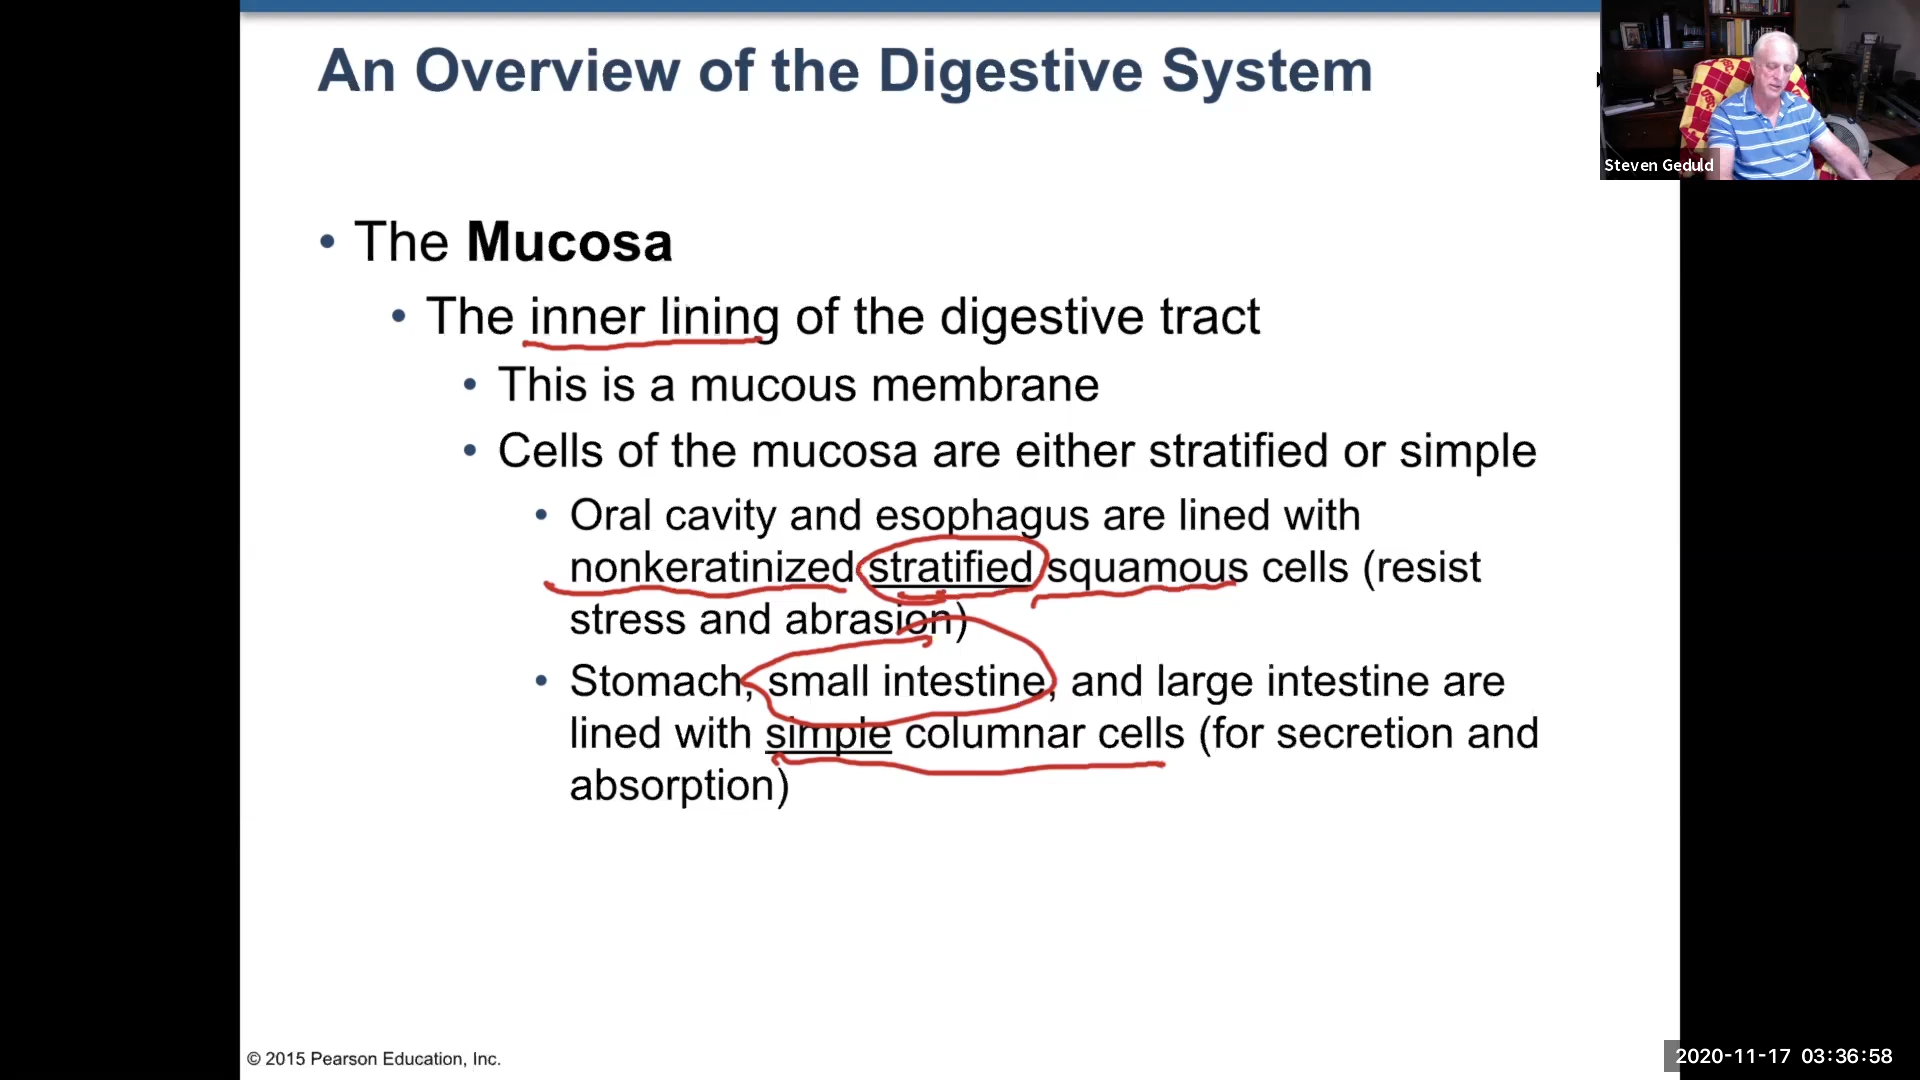 An Overview of the Digestive System
Steven Geduld
• The Mucosa
• The inner lining of the digestive tract
• This is a mucous membrane
• Cells of the mucosa are either stratified or simple
• Oral cavity and esophagus are lined with
nonkeratinized stratified squamous cells (resist
stress and abrasion)
• Stomach, small intestine, and large intestine are
lined with simple columnar cells (for secretion and
absorption)
© 2015 Pearson Education, Inc.
2020-11-17 03:36:58